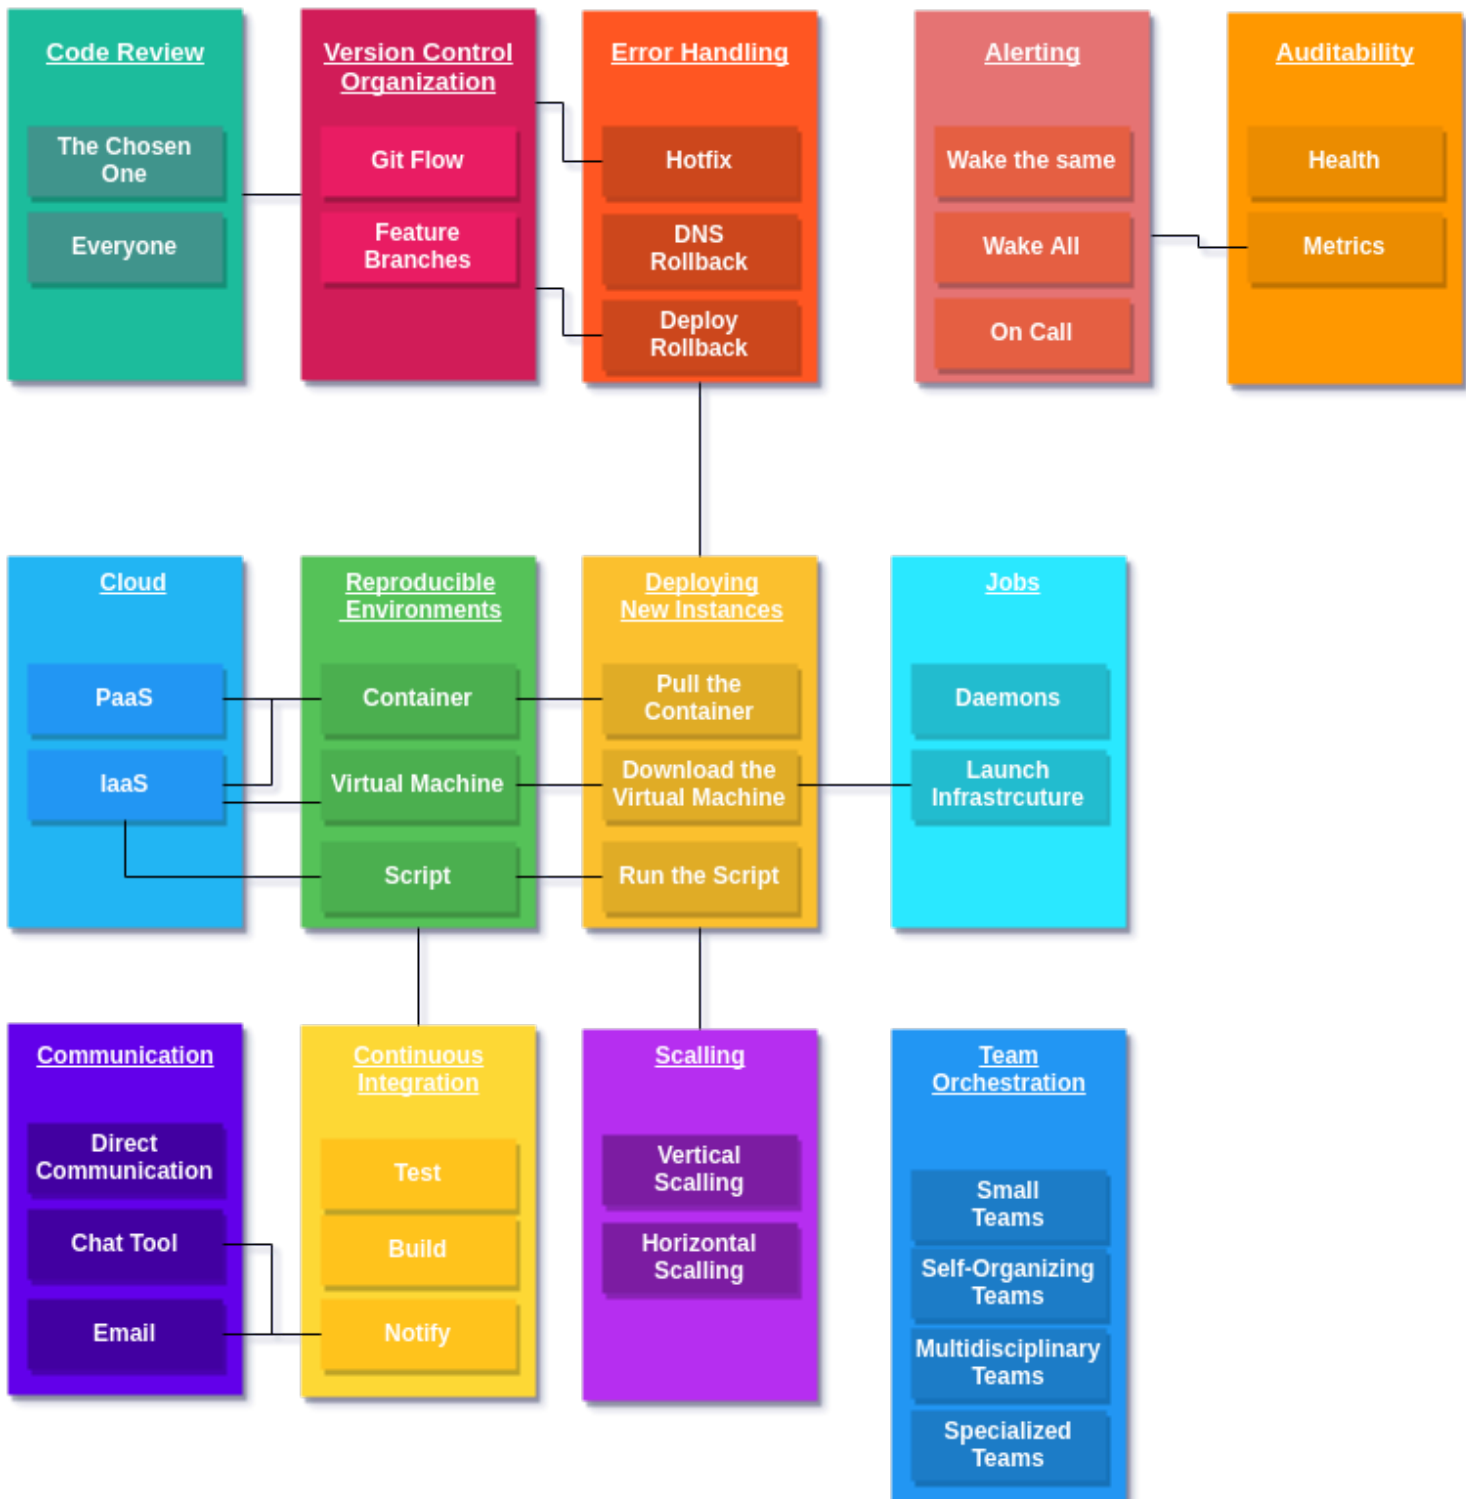 Code Review
The Chosen
One
Everyone
Version Control
Organization
Git Flow
Feature
Branches
Error Handling
Hotfix
DNS
Rollback
Deploy
Rollback
Alerting
Wake the same
Wake All
On Call
Auditability
Health
Metrics
Cloud
PaaS
IaaS
Reproducible
Environments
Container
Virtual Machine
Script
Deploying
New Instances
Pull the
Container
Download the
Virtual Machine
Run the Script
Jobs
Daemons
Launch
Infrastrcuture
Communication
Direct
Communication
Chat Tool
Email
Continuous
Integration
Test
Build
Notify
Scalling
Vertical
Scalling
Horizontal
Scalling
Team
Orchestration
Small
Teams
Self-Organizing
Teams
Multidisciplinary
Teams
Specialized
Teams